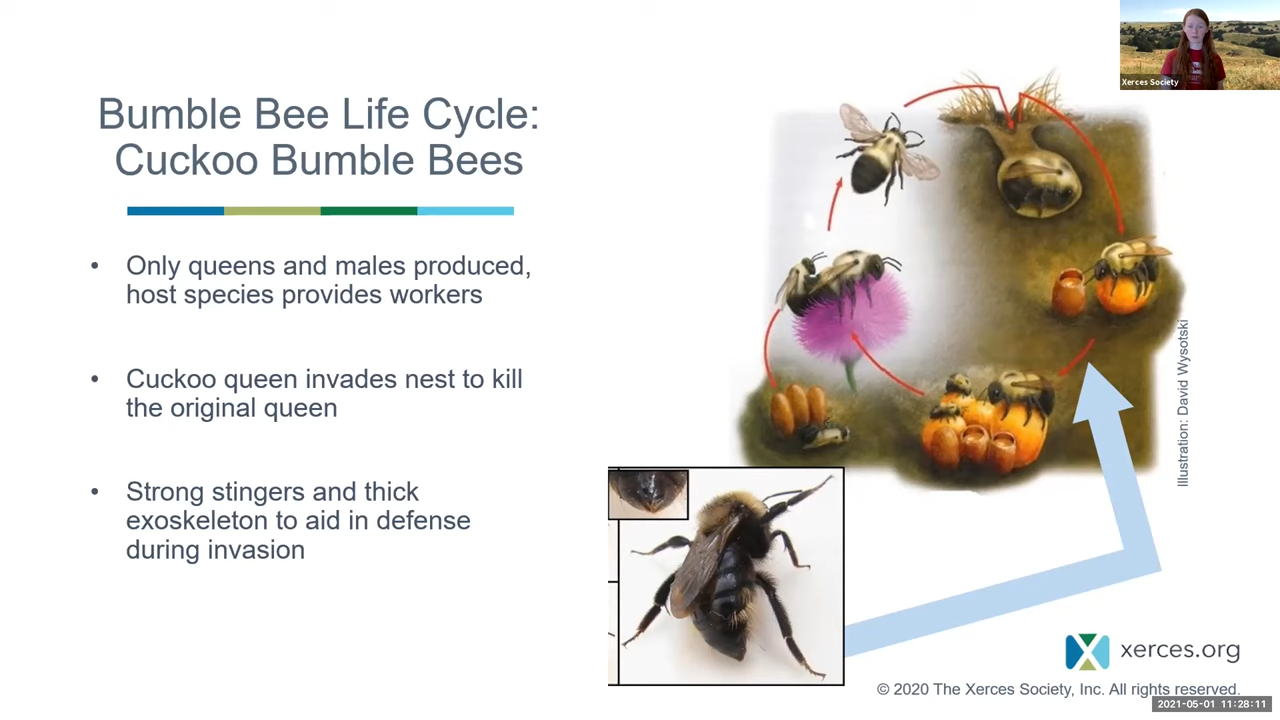 Xerces Society
Bumble Bee Life Cycle:
Cuckoo Bumble Bees
• Only queens and males produced,
host species provides workers
• Cuckoo queen invades nest to kill
the original queen
• Strong stingers and thick
exoskeleton to aid in defense
during invasion
Illustration: David Wysotski
xerces.org
© 2020 The Xerces Society, Inc. All rights reserved.
2021-05-01 11:28:11